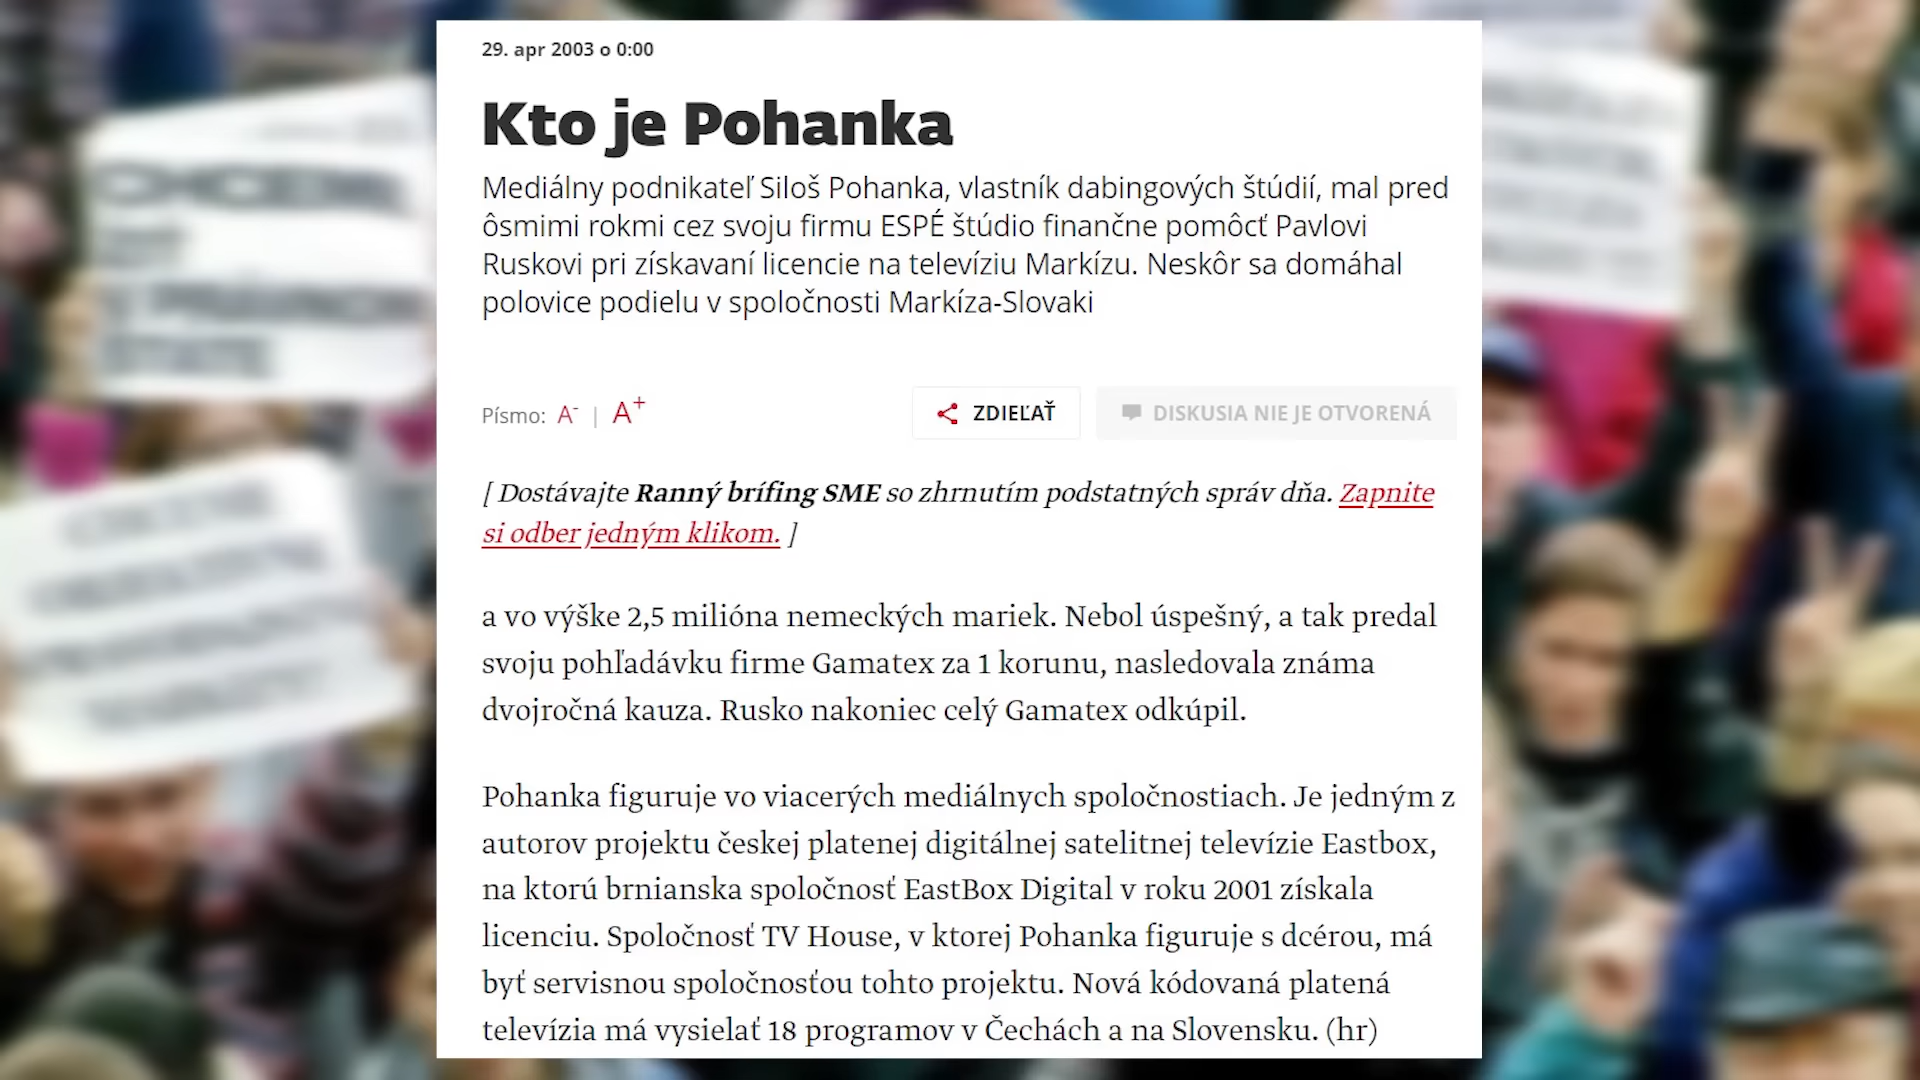 29. apr 2003 o 0:00
Kto je Pohanka
Mediálny podnikateľ Siloš Pohanka, vlastník dabingových štúdií, mal pred
ôsmimi rokmi cez svoju firmu ESPÉ štúdio finančne pomôcť Pavlovi
Ruskovi pri získavaní licencie na televíziu Markízu. Neskôr sa domáhal
polovice podielu v spoločnosti Markíza-Slovaki
Písmo: A- | A+
ZDIEĽAŤ
DISKUSIA NIE JE OTVORENÁ
[ Dostávajte Ranný brífing SME so zhrnutím podstatných správ dňa. Zapnite
si odber jedným klikom. ]
a vo výške 2,5 milióna nemeckých mariek. Nebol úspešný, a tak predal
svoju pohľadávku firme Gamatex za 1 korunu, nasledovala známa
dvojročná kauza. Rusko nakoniec celý Gamatex odkúpil.
Pohanka figuruje vo viacerých mediálnych spoločnostiach. Je jedným z
autorov projektu českej platenej digitálnej satelitnej televízie Eastbox,
na ktorú brnianska spoločnosť EastBox Digital v roku 2001 získala
licenciu. Spoločnosť TV House, v ktorej Pohanka figuruje s dcérou, má
byť servisnou spoločnosťou tohto projektu. Nová kódovaná platená
televízia má vysielať 18 programov v Čechách a na Slovensku. (hr)
CHCEME
ŽIŤ
V PRÁVNOM
ŠTÁTE